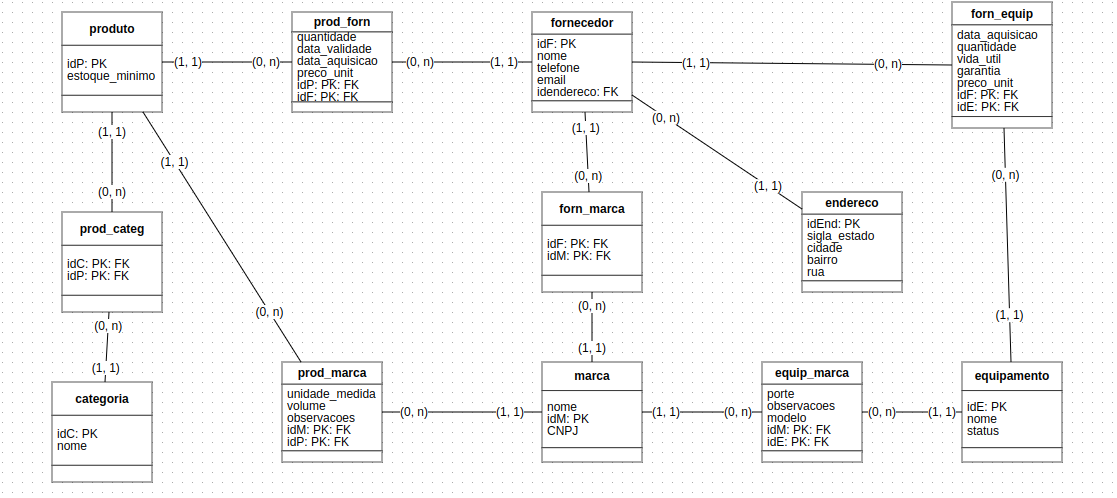 produto
idP: PK
estoque_minimo
(1, 1)
(0, n)
prod_forn
quantidade
data_validade
data_aquisicao
preco_unit
idP: PK: FK
idF: PK: FK
(0, n)
(1, 1)
fornecedor
idF: PK
nome
telefone
email
idendereco: FK
(1, 1)
(0, n)
forn_equip
data_aquisicao
quantidade
vida_util
garantia
preco_unit
idF: PK: FK
idE: PK: FK
(1, 1)
(0, n)
(1, 1)
(0, n)
(1, 1)
(0, n)
(0, n)
(1, 1)
(0, n)
(1, 1)
prod_categ
idC: PK: FK
idP: PK: FK
forn_marca
idF: PK: FK
idM: PK: FK
endereco
idEnd: PK
sigla_estado
cidade
bairro
rua
(0, n)
(1, 1)
(0, n)
(1, 1)
categoria
idC: PK
nome
prod_marca
unidade_medida
volume
observacoes
idM: PK: FK
idP: PK: FK
(0, n)
(1, 1)
marca
nome
idM: PK
CNPJ
(1, 1)
(0, n)
equip_marca
porte
observacoes
modelo
idM: PK: FK
idE: PK: FK
(0, n)
(1, 1)
equipamento
idE: PK
nome
status